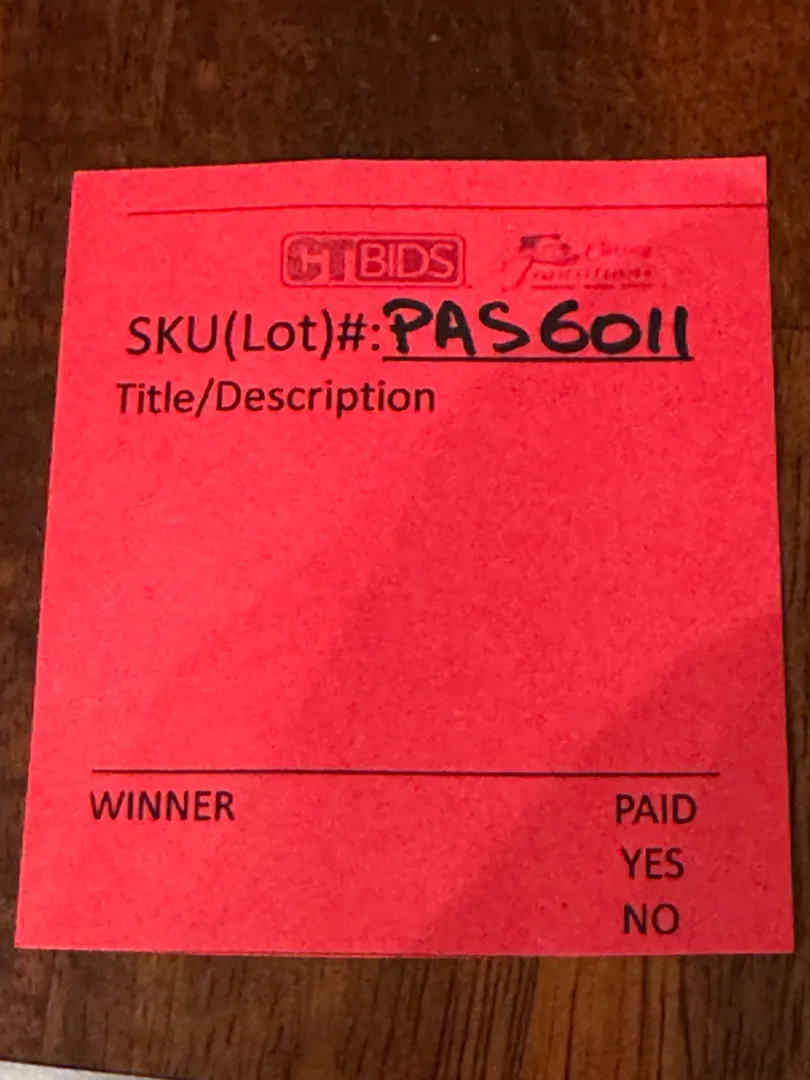 CTBIDS
SKU(Lot)#: PAS6011
Title/Description
WINNER
PAID
YES
NO